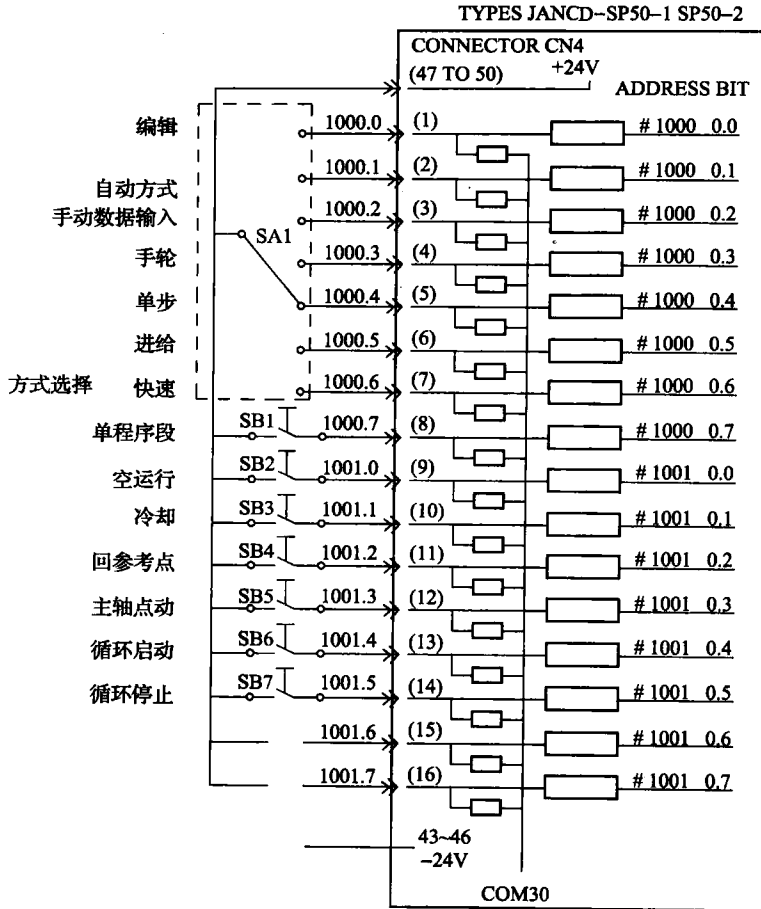 TYPES JANCD-SP50-1 SP50-2
CONNECTOR CN4
(47 TO 50) +24V
ADDRESS BIT
编辑 1000.0 (1) # 1000 0.0
自动方式 1000.1 (2) # 1000 0.1
手动数据输入 1000.2 (3) # 1000 0.2
SA1
手轮 1000.3 (4) # 1000 0.3
单步 1000.4 (5) # 1000 0.4
进给 1000.5 (6) # 1000 0.5
方式选择 快速 1000.6 (7) # 1000 0.6
单程序段 SB1 1000.7 (8) # 1000 0.7
空运行 SB2 1001.0 (9) # 1001 0.0
冷却 SB3 1001.1 (10) # 1001 0.1
回参考点 SB4 1001.2 (11) # 1001 0.2
主轴点动 SB5 1001.3 (12) # 1001 0.3
循环启动 SB6 1001.4 (13) # 1001 0.4
循环停止 SB7 1001.5 (14) # 1001 0.5
1001.6 (15) # 1001 0.6
1001.7 (16) # 1001 0.7
43~46
-24V
COM30